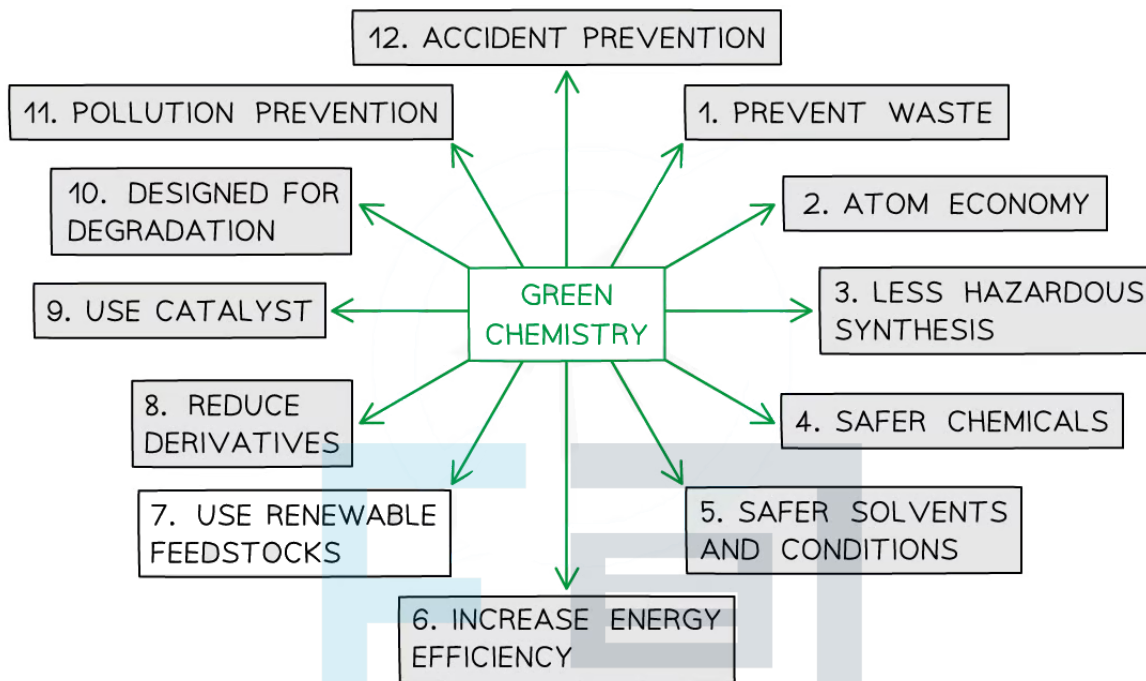 12. ACCIDENT PREVENTION
11. POLLUTION PREVENTION
1. PREVENT WASTE
10. DESIGNED FOR
DEGRADATION
2. ATOM ECONOMY
GREEN
CHEMISTRY
9. USE CATALYST
3. LESS HAZARDOUS
SYNTHESIS
8. REDUCE
DERIVATIVES
4. SAFER CHEMICALS
7. USE RENEWABLE
FEEDSTOCKS
5. SAFER SOLVENTS
AND CONDITIONS
6. INCREASE ENERGY
EFFICIENCY